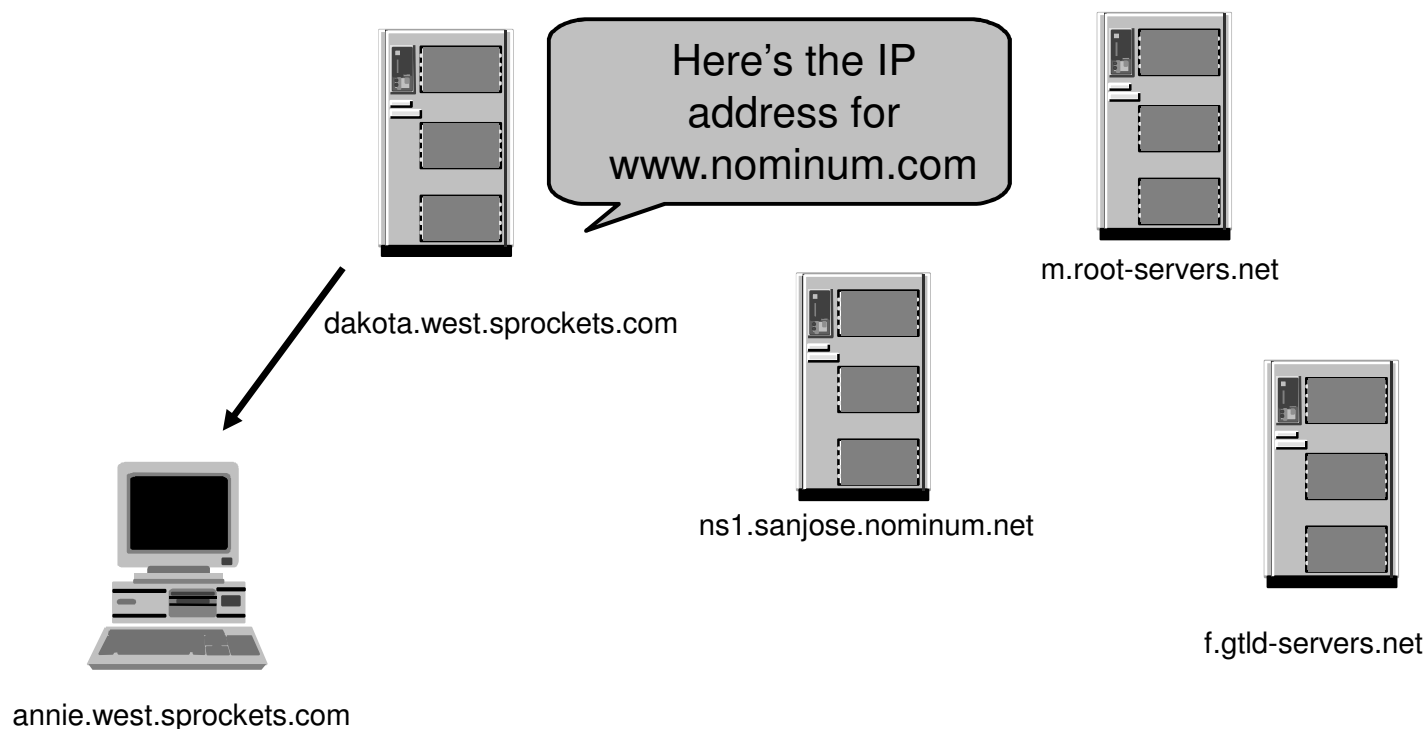 Here's the IP
address for
www.nominum.com
m.root-servers.net
dakota.west.sprockets.com
ns1.sanjose.nominum.net
f.gtld-servers.net
annie.west.sprockets.com